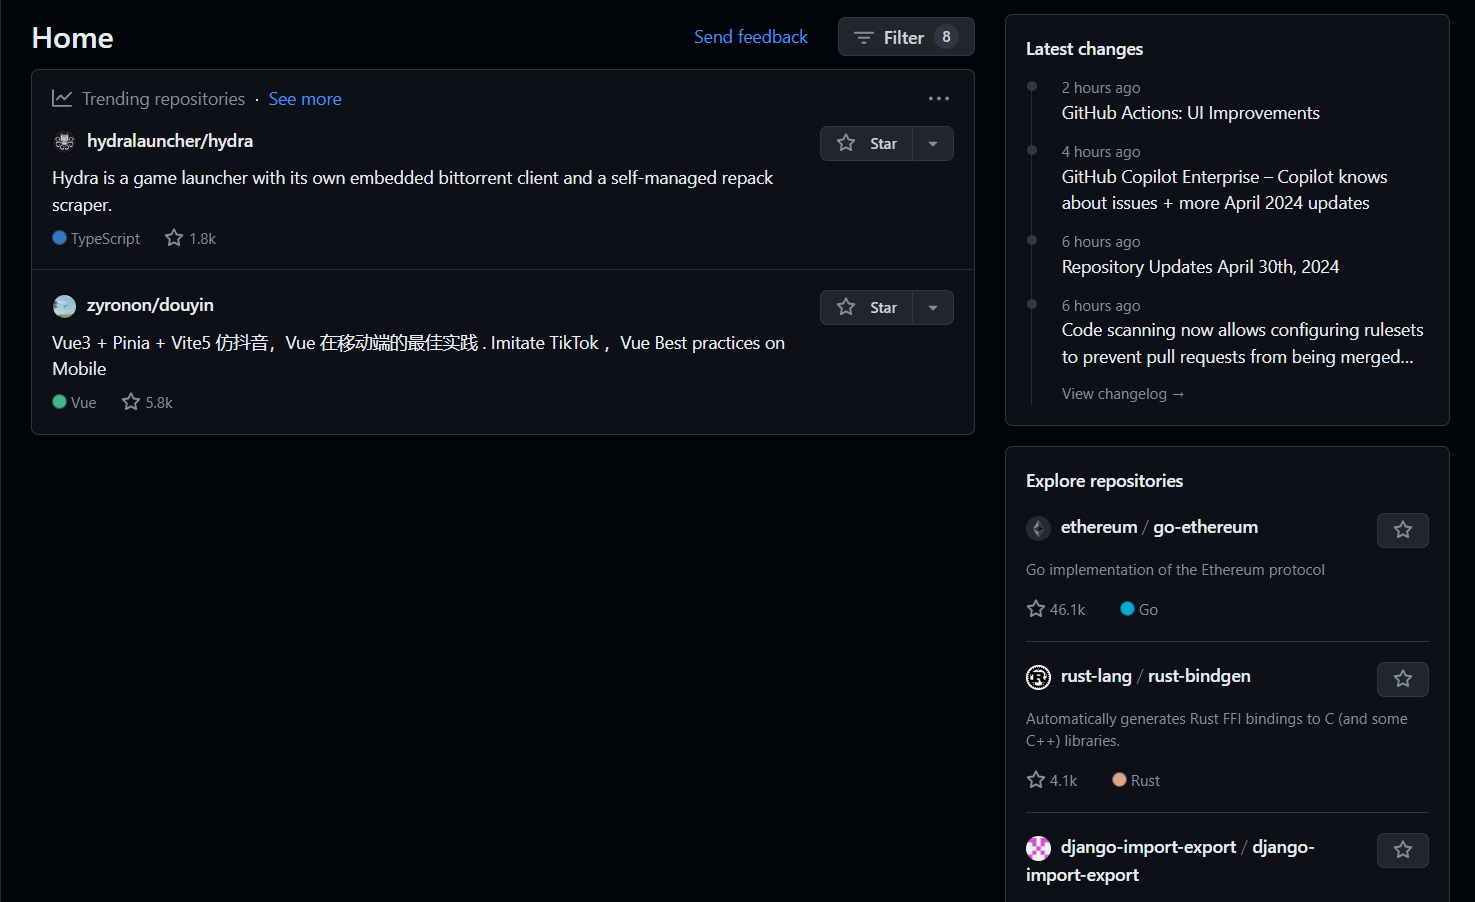 Home
Send feedback
Filter 8
Trending repositories · See more
hydralauncher/hydra
Star
Hydra is a game launcher with its own embedded bittorrent client and a self-managed repack
scraper.
TypeScript 1.8k
zyronon/douyin
Star
Vue3 + Pinia + Vite5 仿抖音，Vue 在移动端的最佳实践 . Imitate TikTok ，Vue Best practices on
Mobile
Vue 5.8k
Latest changes
2 hours ago
GitHub Actions: UI Improvements
4 hours ago
GitHub Copilot Enterprise – Copilot knows
about issues + more April 2024 updates
6 hours ago
Repository Updates April 30th, 2024
6 hours ago
Code scanning now allows configuring rulesets
to prevent pull requests from being merged...
View changelog →
Explore repositories
ethereum / go-ethereum
Go implementation of the Ethereum protocol
46.1k Go
rust-lang / rust-bindgen
Automatically generates Rust FFI bindings to C (and some
C++) libraries.
4.1k Rust
django-import-export / django-
import-export